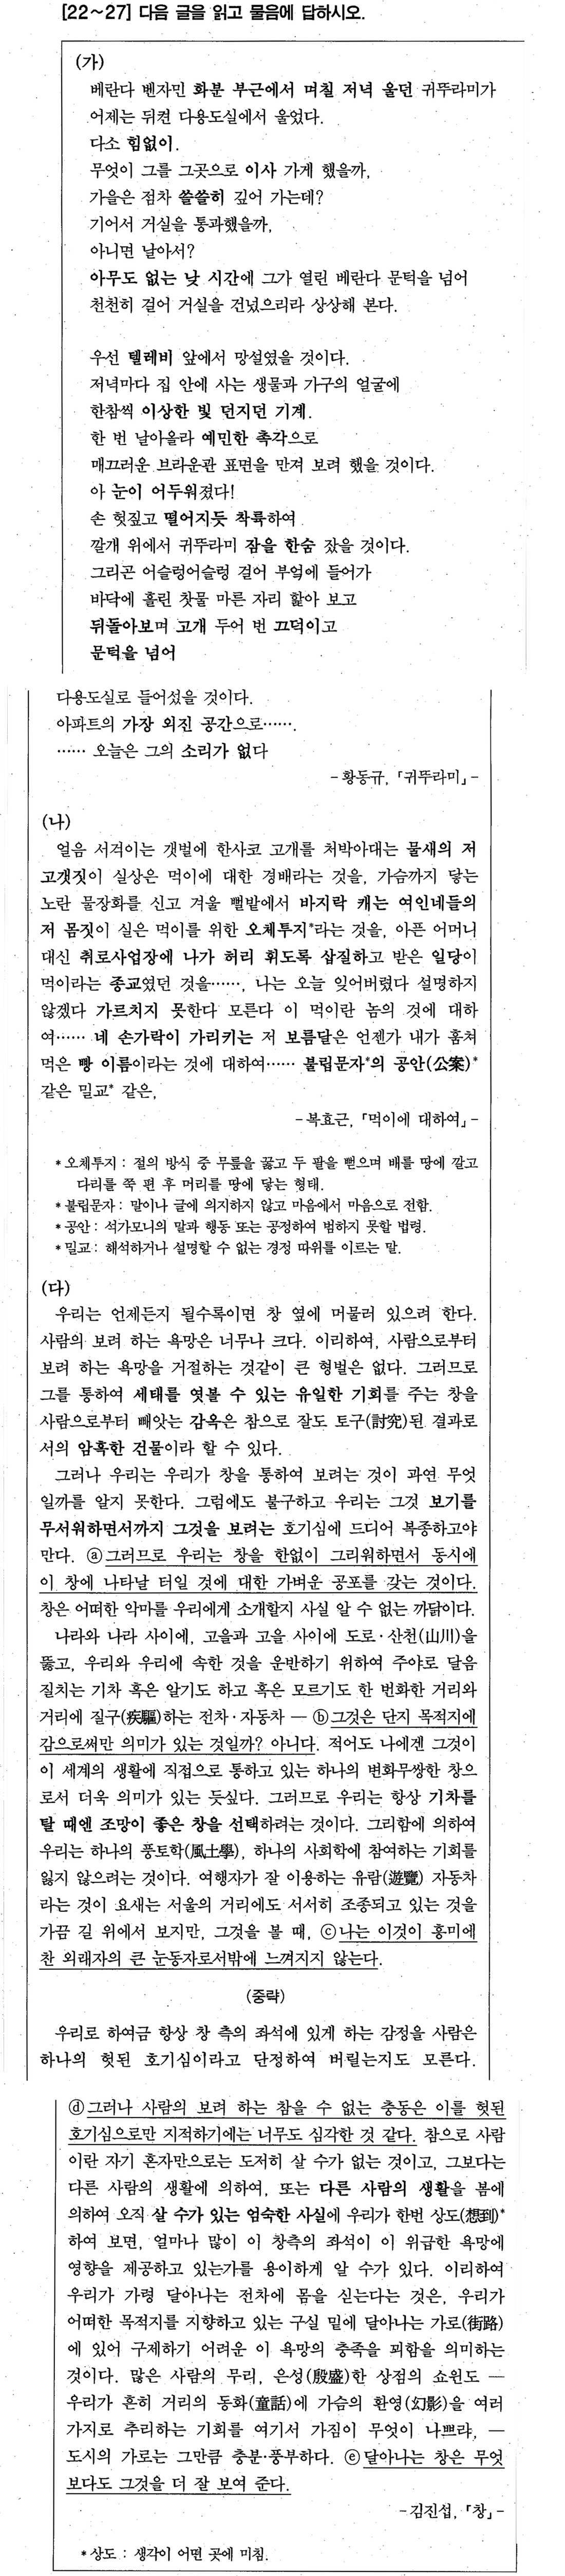 [22～27] 다음 글을 읽고 물음에 답하시오.
(가)
베란다 벤자민 화분 부근에서 며칠 저녁 울던 귀뚜라미가
어제는 뒤켠 다용도실에서 울었다.
다소 힘없이.
무엇이 그를 그곳으로 이사 가게 했을까,
가을은 점차 쓸쓸히 깊어 가는데?
기어서 거실을 통과했을까,
아니면 날아서?
아무도 없는 낮 시간에 그가 열린 베란다 문턱을 넘어
천천히 걸어 거실을 건넜으리라 상상해 본다.
우선 텔레비 앞에서 망설였을 것이다.
저녁마다 집 안에 사는 생물과 가구의 얼굴에
한참씩 이상한 빛 던지던 기계.
한 번 날아올라 예민한 촉각으로
매끄러운 브라운관 표면을 만져 보려 했을 것이다.
아 눈이 어두워졌다!
손 헛짚고 떨어지듯 착륙하여
깔개 위에서 귀뚜라미 잠을 한숨 잤을 것이다.
그리곤 어슬렁어슬렁 걸어 부엌에 들어가
바닥에 흘린 찻물 마른 자리 핥아 보고
뒤돌아보며 고개 두어 번 끄덕이고
문턱을 넘어
다용도실로 들어섰을 것이다.
아파트의 가장 외진 공간으로…….
…… 오늘은 그의 소리가 없다
- 황동규, 「귀뚜라미」 -
(나)
얼음 서걱이는 갯벌에 한사코 고개를 처박아대는 물새의 저
고갯짓이 실상은 먹이에 대한 경배라는 것을, 가슴까지 닿는
노란 물장화를 신고 겨울 뻘밭에서 바지락 캐는 여인네들의
저 몸짓이 실은 먹이를 위한 오체투지*라는 것을, 아픈 어머니
대신 취로사업장에 나가 허리 휘도록 삽질하고 받은 일당이
먹이라는 종교였던 것을……, 나는 오늘 잊어버렸다 설명하지
않겠다 가르치지 못한다 모른다 이 먹이란 놈의 것에 대하
여…… 네 손가락이 가리키는 저 보름달은 언젠가 내가 훔쳐
먹은 빵 이름이라는 것에 대하여…… 불립문자*의 공안(公案)*
같은 밀교* 같은,
- 복효근, 「먹이에 대하여」 -
* 오체투지 : 절의 방식 중 무릎을 꿇고 두 팔을 뻗으며 배를 땅에 깔고
다리를 쭉 편 후 머리를 땅에 닿는 형태.
* 불립문자 : 말이나 글에 의지하지 않고 마음에서 마음으로 전함.
* 공안 : 석가모니의 말과 행동 또는 공정하여 범하지 못할 법령.
* 밀교 : 해석하거나 설명할 수 없는 경정 따위를 이르는 말.
(다)
우리는 언제든지 될수록이면 창 옆에 머물러 있으려 한다.
사람의 보려 하는 욕망은 너무나 크다. 이리하여, 사람으로부터
보려 하는 욕망을 거절하는 것같이 큰 형벌은 없다. 그러므로
그를 통하여 세태를 엿볼 수 있는 유일한 기회를 주는 창을
사람으로부터 빼앗는 감옥은 참으로 잘도 토구(討究)된 결과로
서의 암흑한 건물이라 할 수 있다.
그러나 우리는 우리가 창을 통하여 보려는 것이 과연 무엇
일까를 알지 못한다. 그럼에도 불구하고 우리는 그것 보기를
무서워하면서까지 그것을 보려는 호기심에 드디어 복종하고야
만다. ⓐ그러므로 우리는 창을 한없이 그리워하면서 동시에
이 창에 나타날 터일 것에 대한 가벼운 공포를 갖는 것이다.
창은 어떠한 악마를 우리에게 소개할지 사실 알 수 없는 까닭이다.
나라와 나라 사이에, 고을과 고을 사이에 도로·산천(山川)을
뚫고, 우리와 우리에 속한 것을 운반하기 위하여 주야로 달음
질치는 기차 혹은 알기도 하고 혹은 모르기도 한 번화한 거리와
거리에 질구(疾驅)하는 전차·자동차 ─ ⓑ그것은 단지 목적지에
감으로써만 의미가 있는 것일까? 아니다. 적어도 나에겐 그것이
이 세계의 생활에 직접으로 통하고 있는 하나의 변화무쌍한 창으
로서 더욱 의미가 있는 듯싶다. 그러므로 우리는 항상 기차를
탈 때엔 조망이 좋은 창을 선택하려는 것이다. 그리함에 의하여
우리는 하나의 풍토학(風土學), 하나의 사회학에 참여하는 기회를
잃지 않으려는 것이다. 여행자가 잘 이용하는 유람(遊覽) 자동차
라는 것이 요새는 서울의 거리에도 서서히 조종되고 있는 것을
가끔 길 위에서 보지만, 그것을 볼 때, ⓒ나는 이것이 흥미에
찬 외래자의 큰 눈동자로서밖에 느껴지지 않는다.
(중략)
우리로 하여금 항상 창 측의 좌석에 있게 하는 감정을 사람은
하나의 헛된 호기심이라고 단정하여 버릴는지도 모른다.
ⓓ그러나 사람의 보려 하는 참을 수 없는 충동은 이를 헛된
호기심으로만 지적하기에는 너무도 심각한 것 같다. 참으로 사람
이란 자기 혼자만으로는 도저히 살 수가 없는 것이고, 그보다는
다른 사람의 생활에 의하여, 또는 다른 사람의 생활을 봄에
의하여 오직 살 수가 있는 엄숙한 사실에 우리가 한번 상도(想到)*
하여 보면, 얼마나 많이 이 창측의 좌석이 이 위급한 욕망에
영향을 제공하고 있는가를 용이하게 알 수가 있다. 이리하여
우리가 가령 달아나는 전차에 몸을 싣는다는 것은, 우리가
어떠한 목적지를 지향하고 있는 구실 밑에 달아나는 가로(街路)
에 있어 구제하기 어려운 이 욕망의 충족을 꾀함을 의미하는
것이다. 많은 사람의 무리, 은성(殷盛)한 상점의 쇼윈도 ─
우리가 흔히 거리의 동화(童話)에 가슴의 환영(幻影)을 여러
가지로 추리하는 기회를 여기서 가짐이 무엇이 나쁘랴, ─
도시의 가로는 그만큼 충분·풍부하다. ⓔ달아나는 창은 무엇
보다도 그것을 더 잘 보여 준다.
- 김진섭, 「창」 -
* 상도 : 생각이 어떤 곳에 미침.